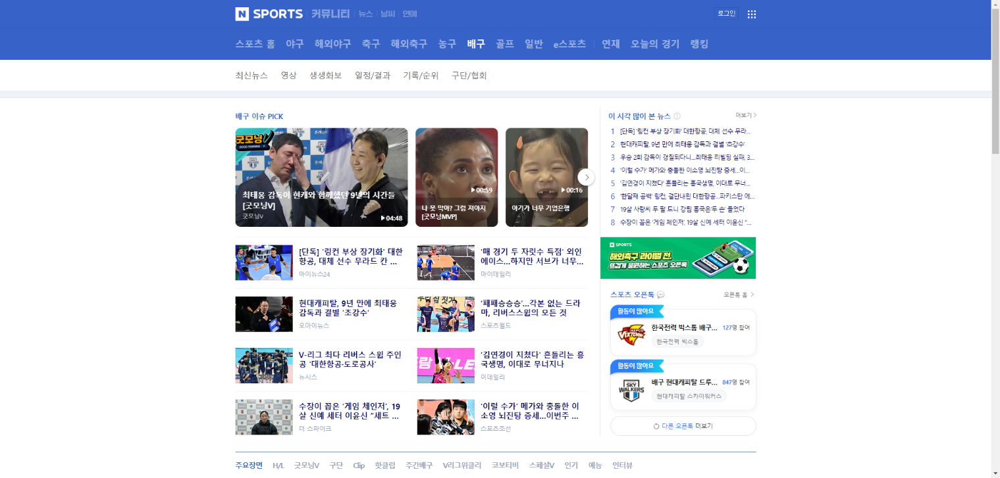 N SPORTS 커뮤니티 뉴스 날씨 연예 로그인
스포츠 홈 야구 해외야구 축구 해외축구 농구 배구 골프 일반 e스포츠 연재 오늘의 경기 랭킹
최신뉴스 영상 생생화보 일정/결과 기록/순위 구단/협회
배구 이슈 PICK
굿모닝V
GOOD MORNING V
최태웅 감독이 현캐와 함께했던 9년의 시간들
[굿모닝V]
굿모닝V
04:48
00:59
나 못 막아? 그럼 져야지
[굿모닝MVP]
00:16
아기가 너무 기업은행
[단독] '링컨 부상 장기화' 대한
항공, 대체 선수 무라드 칸 ...
아이뉴스24
'매 경기 두 자릿수 득점' 외인
에이스...하지만 서브가 너무...
마이데일리
현대캐피탈, 9년 만에 최태웅
감독과 결별 '초강수'
오마이뉴스
‘패패승승승’...각본 없는 드라
마, 리버스스윕의 모든 것
스포츠월드
V-리그 최다 리버스 스윕 주인
공 '대한항공·도로공사'
뉴시스
'김연경이 지쳤다' 흔들리는 흥
국생명, 이대로 무너지나
이데일리
수장이 꼽은 ‘게임 체인저’, 19
살 신예 세터 이윤신 “세트 ...
더 스파이크
'이럴 수가' 메가와 충돌한 이
소영 뇌진탕 증세...이번주 ...
스포츠조선
이 시각 많이 본 뉴스 더보기
1 [단독] '링컨 부상 장기화' 대한항공, 대체 선수 무라...
2 현대캐피탈, 9년 만에 최태웅 감독과 결별 '초강수'
3 우승 2회 감독이 경질되다니...최태웅 리빌딩 실패, 3...
4 '이럴 수가' 메가와 충돌한 이소영 뇌진탕 증세...이...
5 '김연경이 지쳤다' 흔들리는 흥국생명, 이대로 무너...
6 '한달째 공백' 링컨, 결단내린 대한항공...파키스탄 에...
7 19살 사랑씨 두 팔 드니 강팀 흥국은'두 손' 들었다
8 수장이 꼽은 ‘게임 체인저’, 19살 신예 세터 이윤신 “...
N SPORTS
해외축구 라이벌 전,
뜨겁게 응원하는 스포츠 오픈톡
스포츠 오픈톡 오픈톡 홈
활동이 많아요
한국전력 빅스톰 배구... 127명 참여
한국전력 빅스톰
활동이 많아요
배구 현대캐피탈 드루... 847명 참여
현대캐피탈 스카이워커스
SKY
WALKERS
다른 오픈톡 더보기
주요장면 H/L 굿모닝V 구단 Clip 핫클립 주간배구 V리그위클리 코보티비 스페셜V 인기 예능 인터뷰